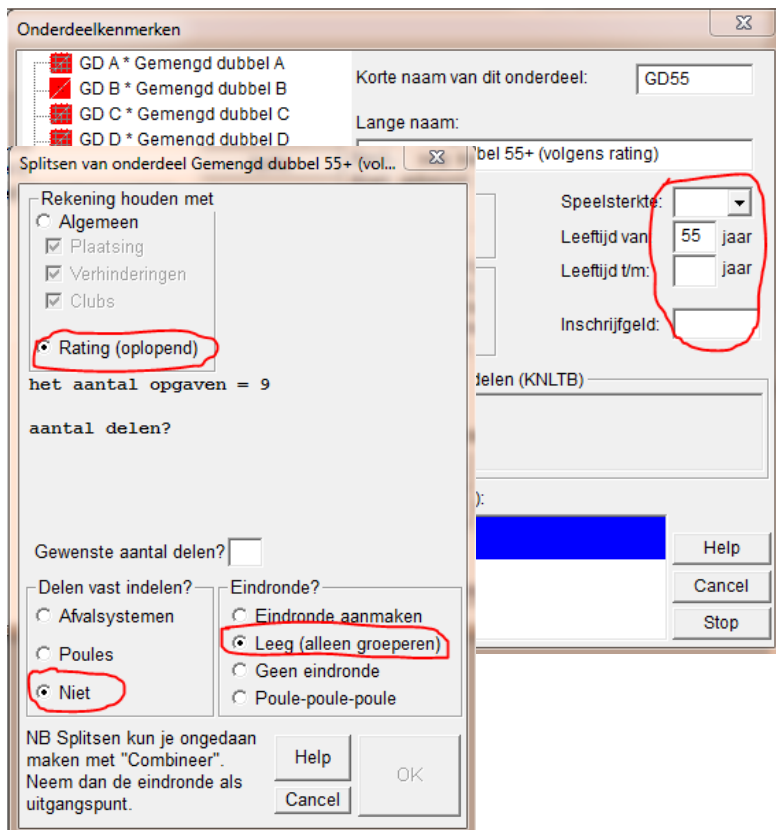 Onderdeelkenmerken
GD A * Gemengd dubbel A
GD B * Gemengd dubbel B
GD C * Gemengd dubbel C
GD D * Gemengd dubbel D
Korte naam van dit onderdeel: GD55
Lange naam:
bel 55+ (volgens rating)
Speelsterkte:
Leeftijd van 55 jaar
Leeftijd t/m: jaar
Inschrijfgeld:
delen (KNLTB)
):
Help
Cancel
Stop
Splitsen van onderdeel Gemengd dubbel 55+ (vol...
Rekening houden met
Algemeen
Plaatsing
Verhinderingen
Clubs
Rating (oplopend)
het aantal opgaven = 9
aantal delen?
Gewenste aantal delen?
Delen vast indelen?
Afvalsystemen
Poules
Niet
Eindronde?
Eindronde aanmaken
Leeg (alleen groeperen)
Geen eindronde
Poule-poule-poule
NB Splitsen kun je ongedaan
maken met "Combineer".
Neem dan de eindronde als
uitgangspunt.
Help
Cancel
OK